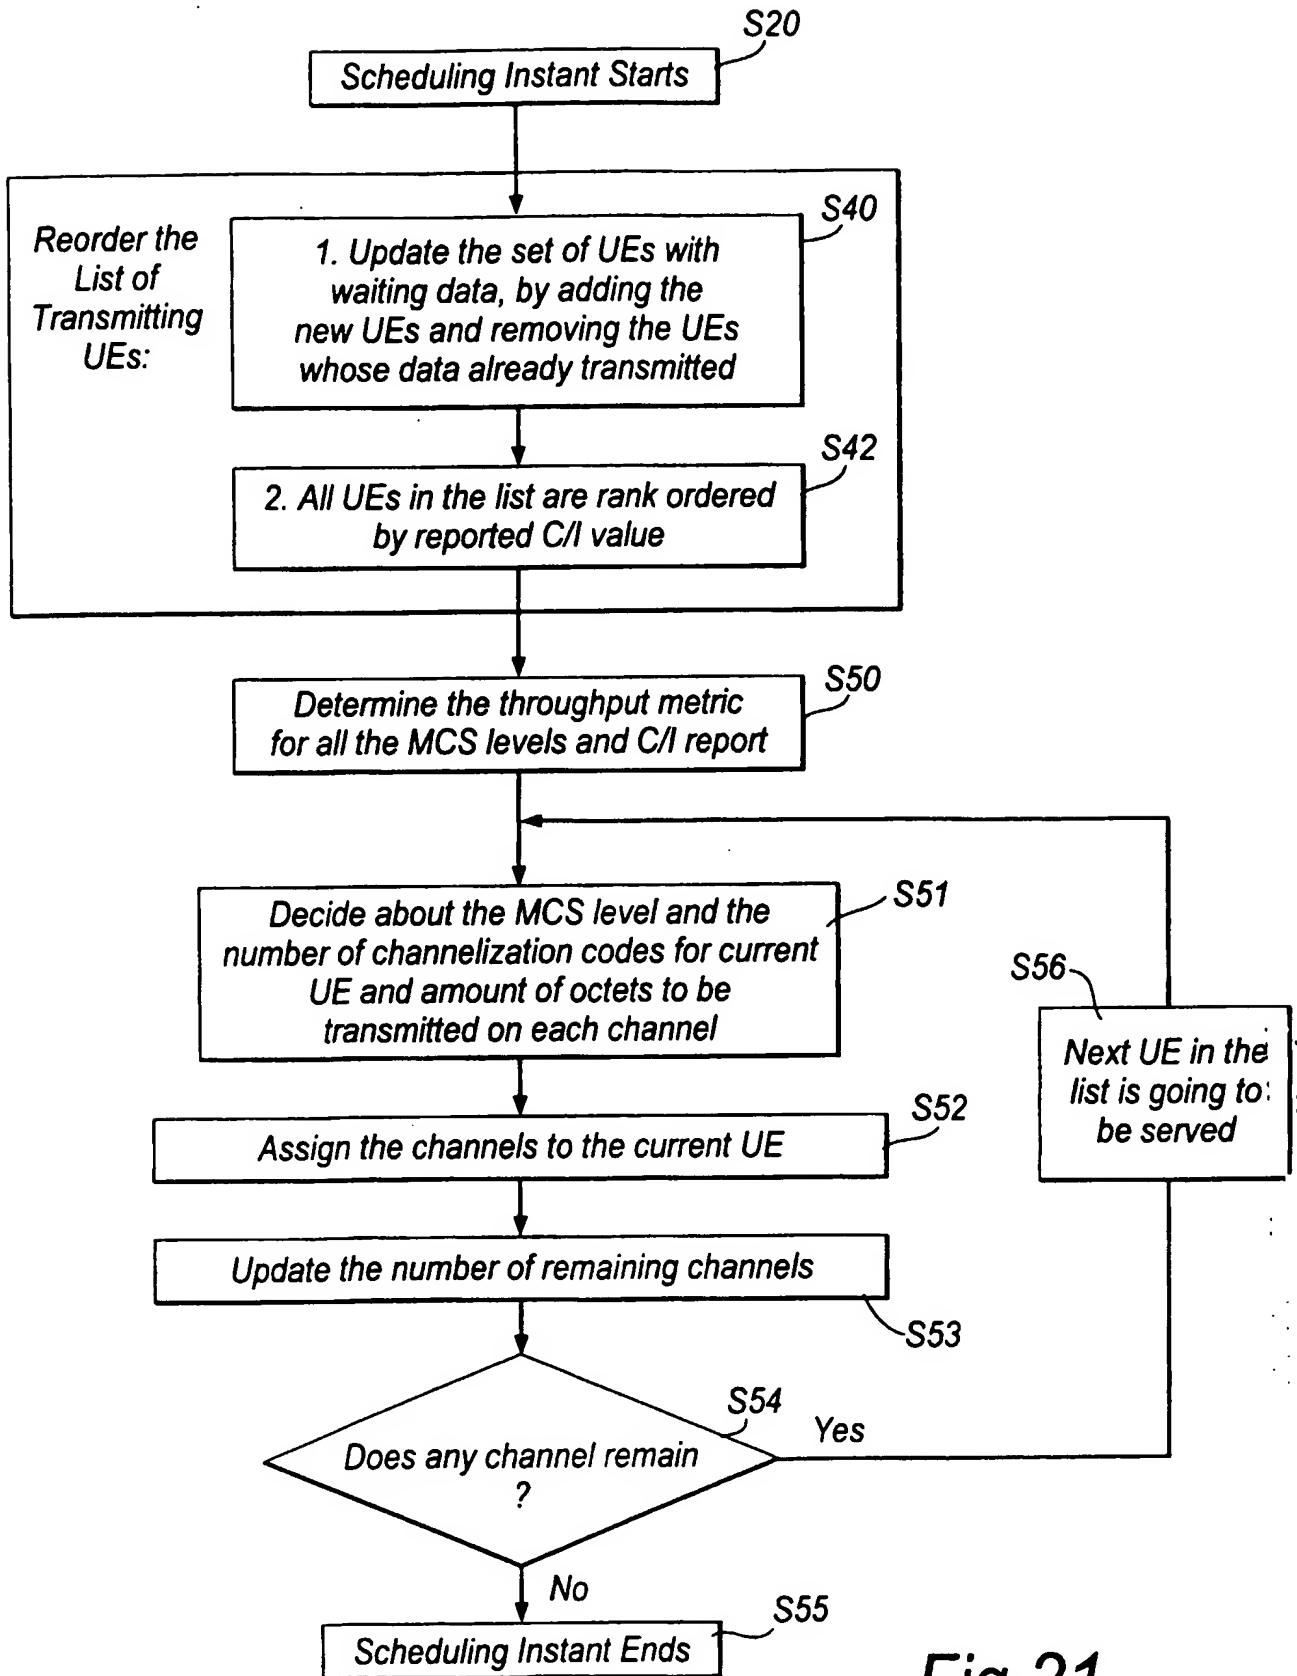 S20
Scheduling Instant Starts
Reorder the
List of
Transmitting
UEs:
S40
1. Update the set of UEs with
waiting data, by adding the
new UEs and removing the UEs
whose data already transmitted
S42
2. All UEs in the list are rank ordered
by reported C/I value
S50
Determine the throughput metric
for all the MCS levels and C/I report
S51
Decide about the MCS level and the
number of channelization codes for current
UE and amount of octets to be
transmitted on each channel
S56
Next UE in the
list is going to
be served
S52
Assign the channels to the current UE
Update the number of remaining channels
S53
S54
Does any channel remain
?
Yes
No
S55
Scheduling Instant Ends
Fig.21